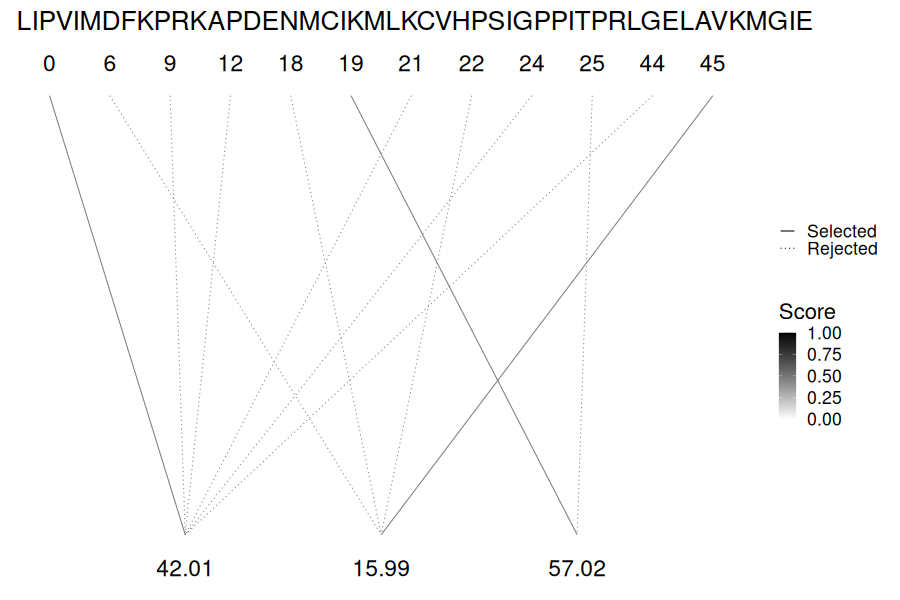 LIPVIMDFKPRKAPDENMCIKMLKCVHPSIGPPITPRLGELAVKMGIE
0 6 9 12 18 19 21 22 24 25 44 45
Selected
Rejected
Score
1.00
0.75
0.50
0.25
0.00
42.01 15.99 57.02